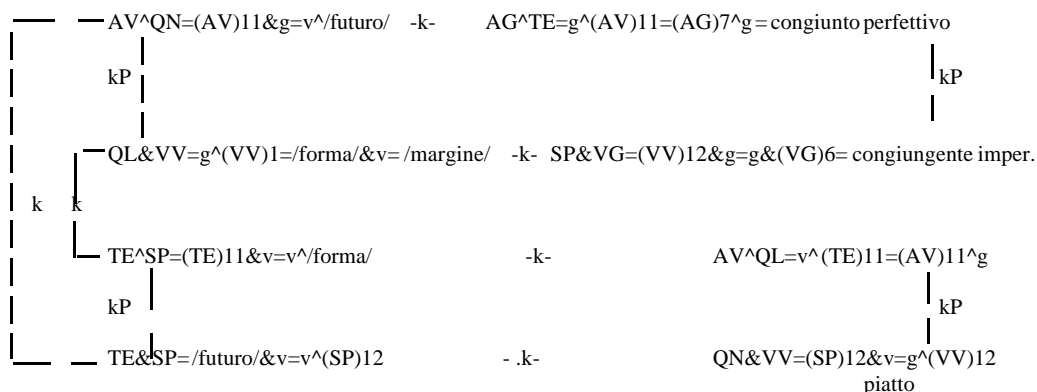 AV^QN=(AV)11&g=v^/futuro/ -k- AG^TE=g^(AV)11=(AG)7^g = congiunto perfettivo
kP kP
QL&VV=g^(VV)1=/forma/&v= /margine/ -k- SP&VG=(VV)12&g=g&(VG)6= congiungente imper.
k k
TE^SP=(TE)11&v=v^/forma/ -k- AV^QL=v^(TE)11=(AV)11^g
kP kP
TE&SP=/futuro/&v=v^(SP)12 - .k- QN&VV=(SP)12&v=g^(VV)12
piatto